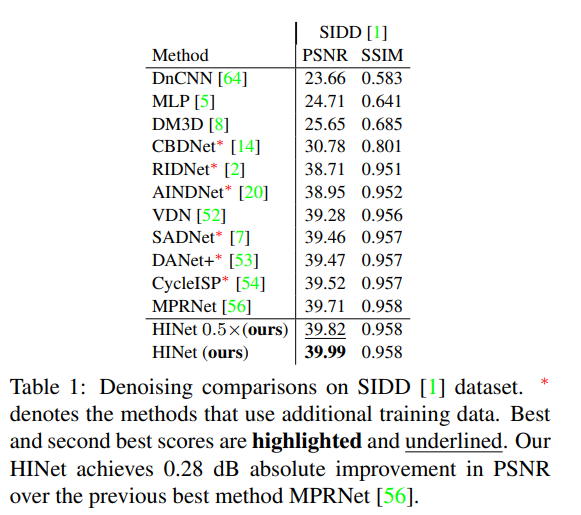 SIDD [1]
Method PSNR SSIM
DnCNN [64] 23.66 0.583
MLP [5] 24.71 0.641
DM3D [8] 25.65 0.685
CBDNet* [14] 30.78 0.801
RIDNet* [2] 38.71 0.951
AINDNet* [20] 38.95 0.952
VDN [52] 39.28 0.956
SADNet* [7] 39.46 0.957
DANet+* [53] 39.47 0.957
CycleISP* [54] 39.52 0.957
MPRNet [56] 39.71 0.958
HINet 0.5×(ours) 39.82 0.958
HINet (ours) 39.99 0.958
Table 1: Denoising comparisons on SIDD [1] dataset. *
denotes the methods that use additional training data. Best
and second best scores are highlighted and underlined. Our
HINet achieves 0.28 dB absolute improvement in PSNR
over the previous best method MPRNet [56].